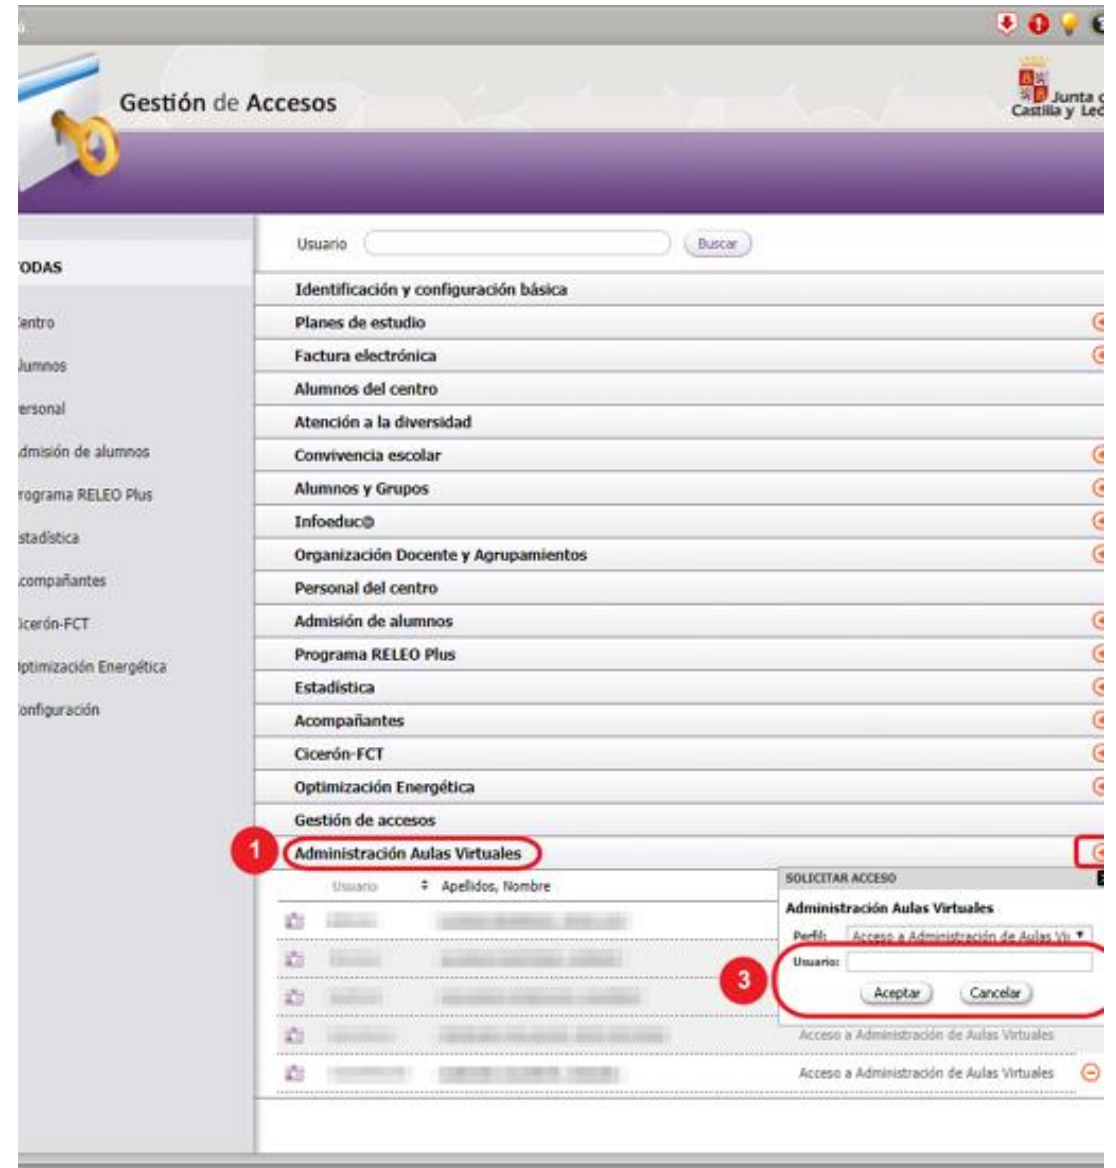 Gestión de Accesos
Junta d
Castilla y Leó
Usuario
Buscar
TODAS
Identificación y configuración básica
entro
Planes de estudio
Factura electrónica
lumnos
Alumnos del centro
ersonal
Atención a la diversidad
dmisión de alumnos
Convivencia escolar
rograma RELEO Plus
Alumnos y Grupos
Infoeduc@
stadística
Organización Docente y Agrupamientos
compañantes
Personal del centro
icerón-FCT
Admisión de alumnos
Programa RELEO Plus
ptimización Energética
Estadística
onfiguración
Acompañantes
Cicerón-FCT
Optimización Energética
Gestión de accesos
1
Administración Aulas Virtuales
Usuario
Apellidos, Nombre
SOLICITAR ACCESO
Administración Aulas Virtuales
Perfil:
Acceso a Administración de Aulas Vir
Usuario:
3
Aceptar
Cancelar
Acceso a Administración de Aulas Virtuales
Acceso a Administración de Aulas Virtuales